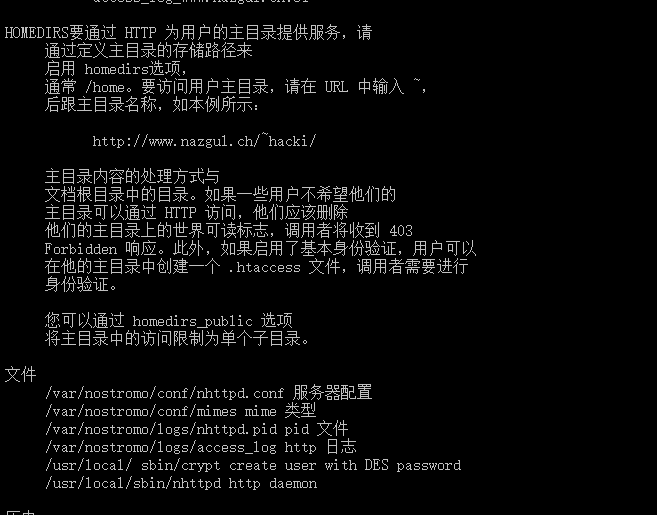 HOMEDIRS要通过 HTTP 为用户的主目录提供服务，请
通过定义主目录的存储路径来
启用 homedirs选项，
通常 /home。要访问用户主目录，请在 URL 中输入 ~，
后跟主目录名称，如本例所示：
http://www.nazgul.ch/~hacki/
主目录内容的处理方式与
文档根目录中的目录。如果一些用户不希望他们的
主目录可以通过 HTTP 访问，他们应该删除
他们的主目录上的世界可读标志，调用者将收到 403
Forbidden 响应。此外，如果启用了基本身份验证，用户可以
在他的主目录中创建一个 .htaccess 文件，调用者需要进行
身份验证。
您可以通过 homedirs_public 选项
将主目录中的访问限制为单个子目录。
文件
/var/nostromo/conf/nhttpd.conf 服务器配置
/var/nostromo/conf/mimes mime 类型
/var/nostromo/logs/nhttpd.pid pid 文件
/var/nostromo/logs/access_log http 日志
/usr/local/ sbin/crypt create user with DES password
/usr/local/sbin/nhttpd http daemon